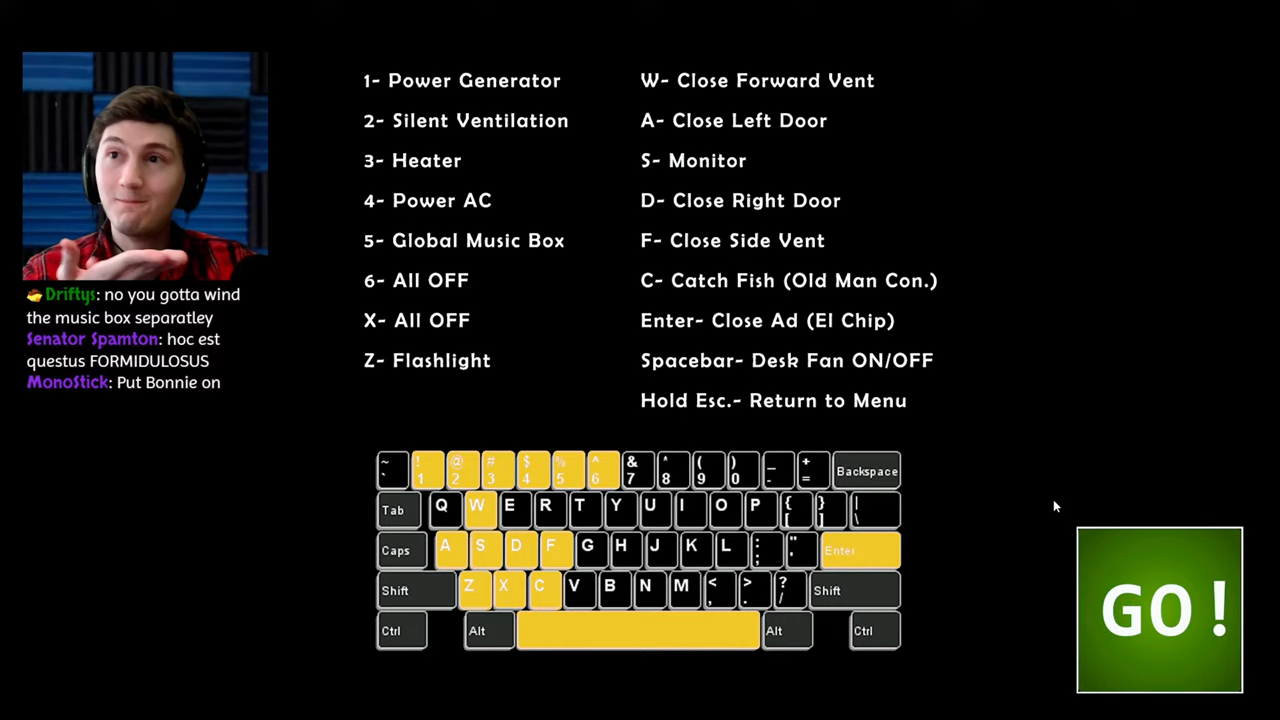 1- Power Generator
2- Silent Ventilation
3- Heater
4- Power AC
5- Global Music Box
6- All OFF
X- All OFF
Z- Flashlight
W- Close Forward Vent
A- Close Left Door
S- Monitor
D- Close Right Door
F- Close Side Vent
C- Catch Fish (Old Man Con.)
Enter- Close Ad (El Chip)
Spacebar- Desk Fan ON/OFF
Hold Esc.- Return to Menu
Driftys: no you gotta wind
the music box separatley
Senator Spamton: hoc est
questus FORMIDULOSUS
MonoStick: Put Bonnie on
~ ! @ # $ % ^ & * ( ) _ +
` 1 2 3 4 5 6 7 8 9 0 - = Backspace
Tab Q W E R T Y U I O P { [ } ] | \
Caps A S D F G H J K L : ; " ' Enter
Shift Z X C V B N M < , > . ? / Shift
Ctrl Alt Alt Ctrl
GO!